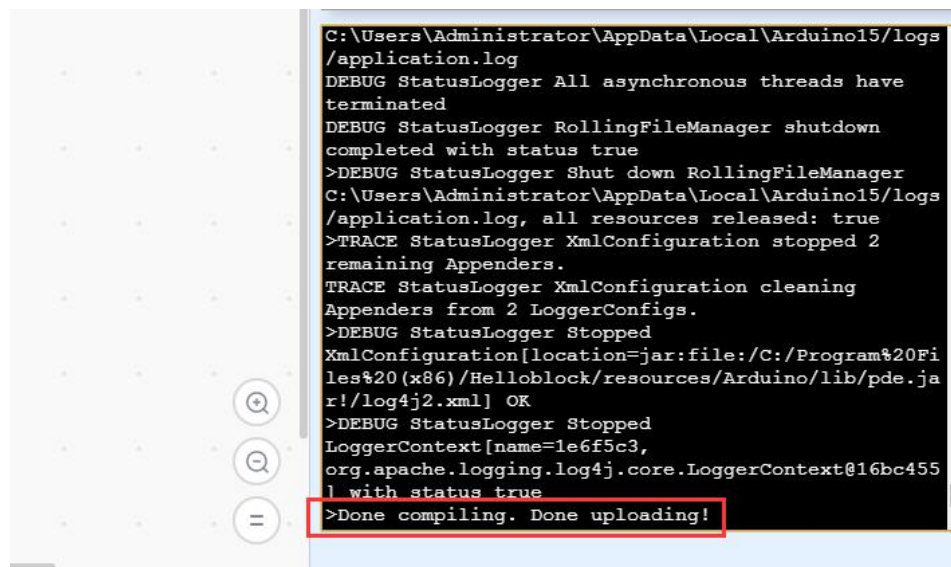 C:\Users\Administrator\AppData\Local\Arduino15/logs
/application.log
DEBUG StatusLogger All asynchronous threads have
terminated
DEBUG StatusLogger RollingFileManager shutdown
completed with status true
>DEBUG StatusLogger Shut down RollingFileManager
C:\Users\Administrator\AppData\Local\Arduino15/logs
/application.log, all resources released: true
>TRACE StatusLogger XmlConfiguration stopped 2
remaining Appenders.
TRACE StatusLogger XmlConfiguration cleaning
Appenders from 2 LoggerConfigs.
>DEBUG StatusLogger Stopped
XmlConfiguration[location=jar:file:/C:/Program%20Fi
les%20(x86)/Helloblock/resources/Arduino/lib/pde.ja
r!/log4j2.xml] OK
>DEBUG StatusLogger Stopped
LoggerContext[name=1e6f5c3,
org.apache.logging.log4j.core.LoggerContext@16bc455
] with status true
>Done compiling. Done uploading!